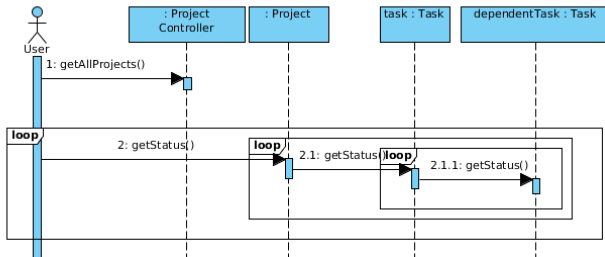 : Project
Controller
: Project
task : Task
dependentTask : Task
User
1: getAllProjects()
loop
2: getStatus()
loop
2.1: getStatus()
loop
2.1.1: getStatus()